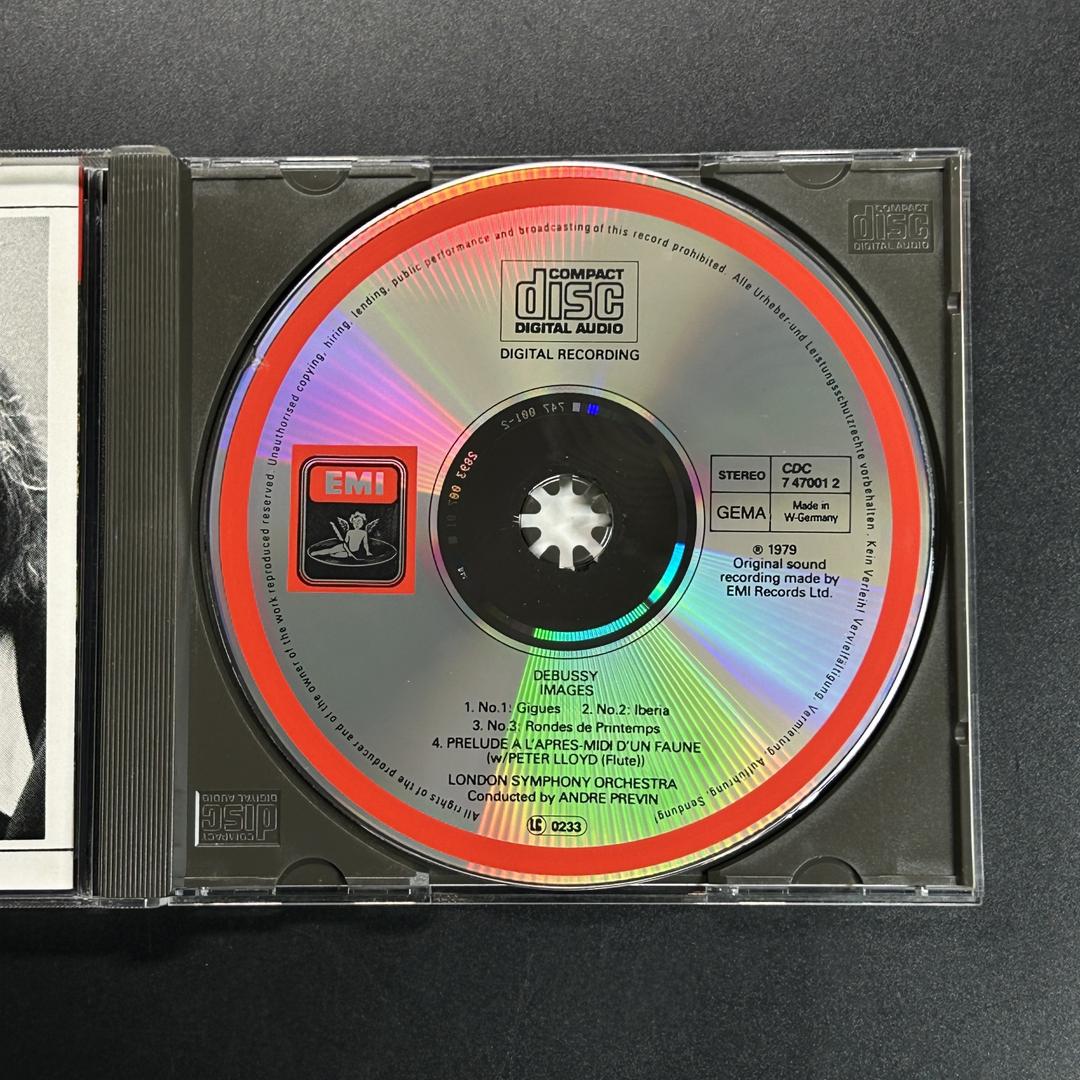 All rights of the producer and of the owner of the work reproduced reserved. Unauthorised copying, hiring, lending, public performance and broadcasting of this record prohibited. Alle Urheber-und Leistungsschutzrechte vorbehalten. Kein Verleih! Vervielfältigung, Vermietung, Aufführung, Sendung!
COMPACT
disc
DIGITAL AUDIO
DIGITAL RECORDING
COMPACT
disc
DIGITAL AUDIO
747 001-2
2893 007
EMI
STEREO
CDC
7 47001 2
GEMA
Made in
W-Germany
℗ 1979
Original sound
recording made by
EMI Records Ltd.
DEBUSSY
IMAGES
1. No.1: Gigues 2. No.2: Iberia
3. No.3: Rondes de Printemps
4. PRELUDE A L'APRES-MIDI D'UN FAUNE
(w/PETER LLOYD (Flute))
LONDON SYMPHONY ORCHESTRA
Conducted by ANDRE PREVIN
LC 0233
COMPACT
disc
DIGITAL AUDIO